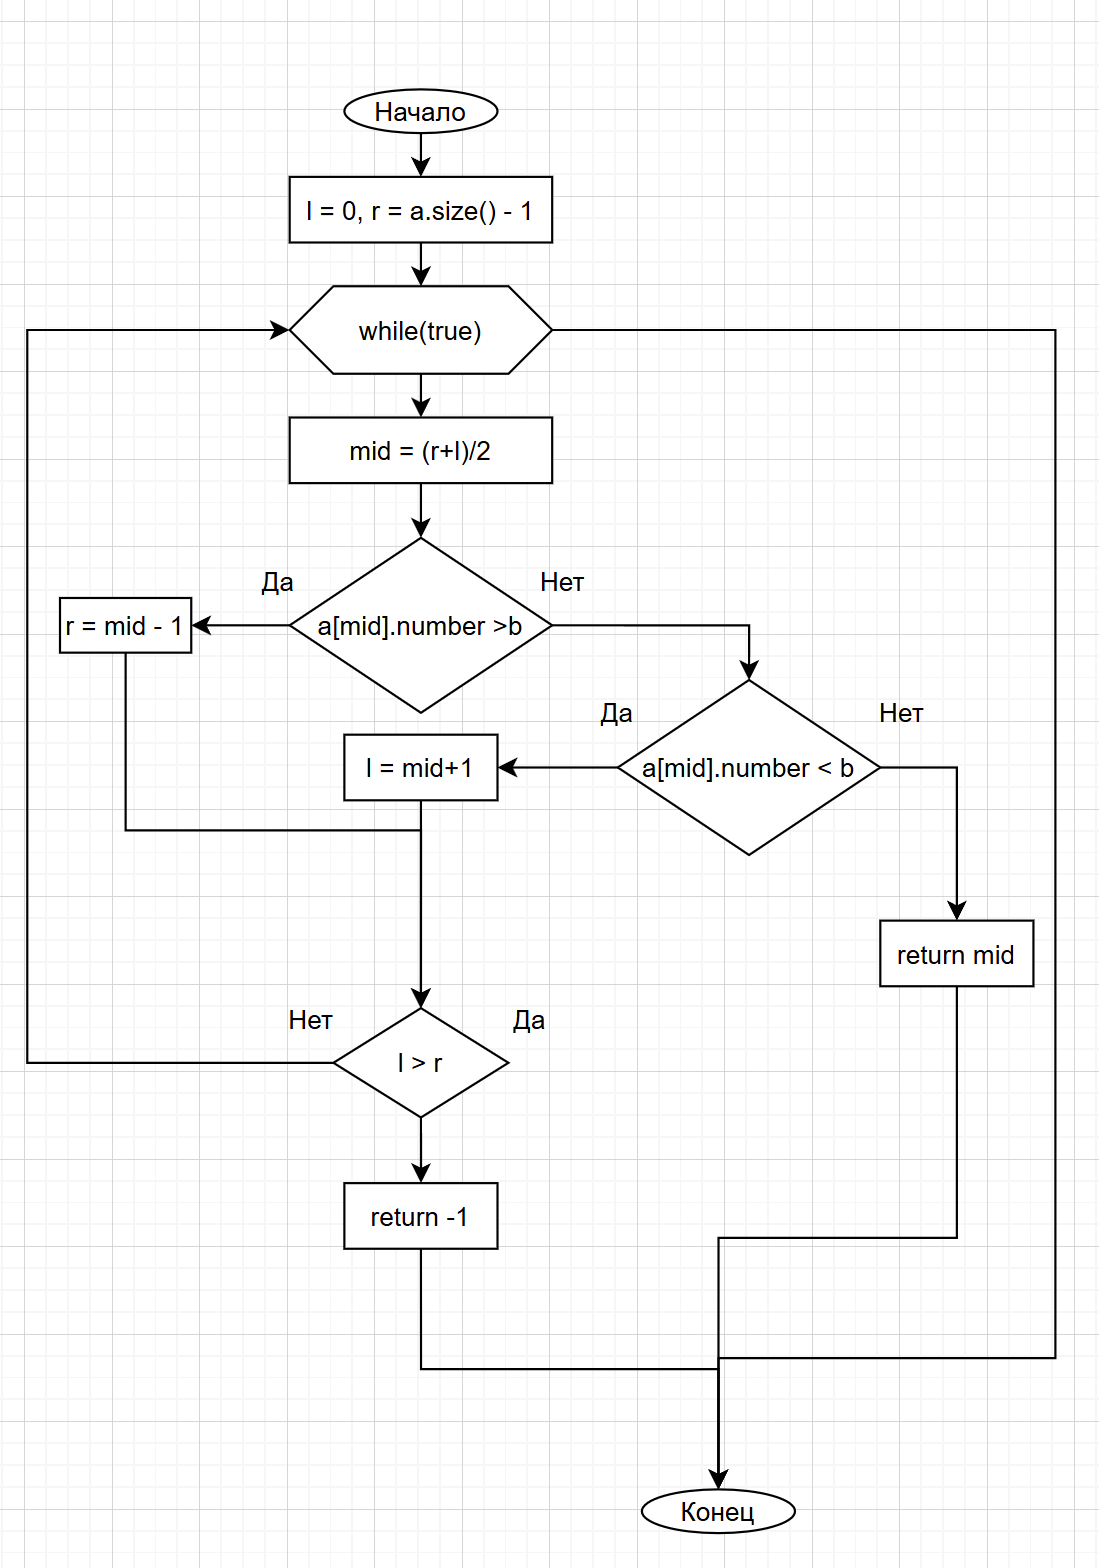 Начало
l = 0, r = a.size() - 1
while(true)
mid = (r+l)/2
Да
Нет
a[mid].number >b
r = mid - 1
Да
Нет
a[mid].number < b
l = mid+1
return mid
Нет
Да
l > r
return -1
Конец